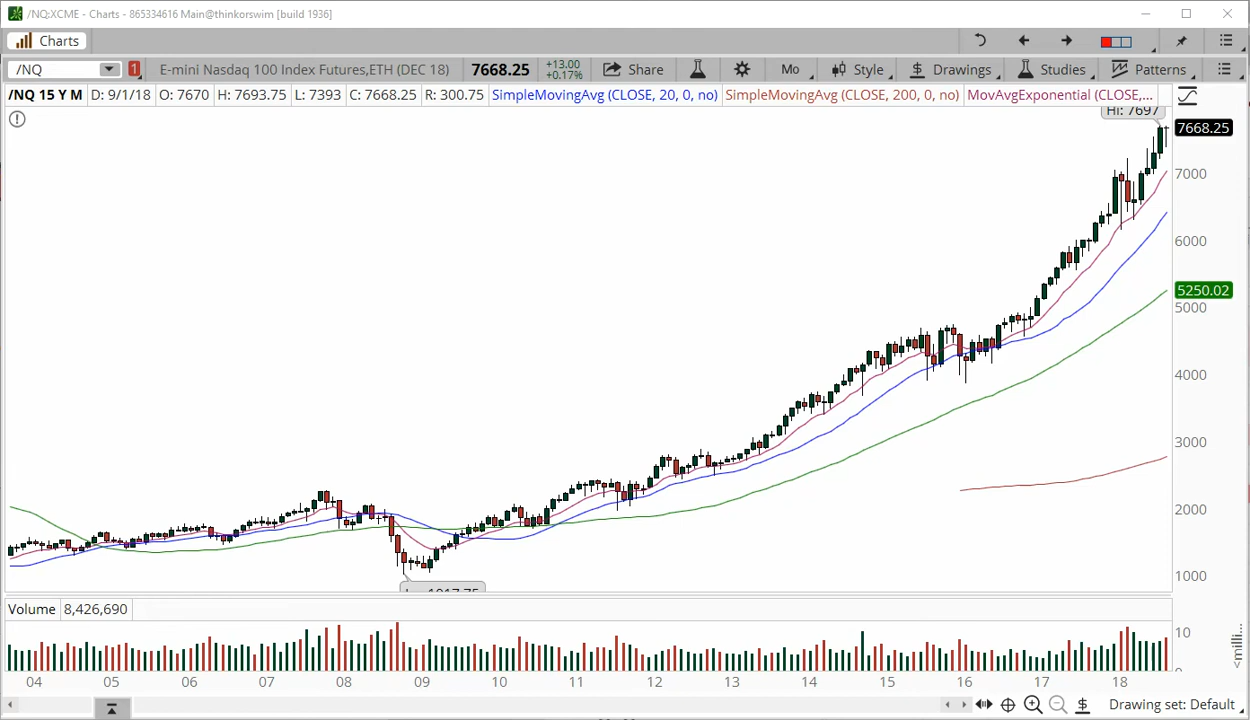 /NQ:XCME - Charts - 865334616 Main@thinkorswim [build 1936]
Charts
/NQ 1 E-mini Nasdaq 100 Index Futures,ETH (DEC 18) 7668.25 +13.00 +0.17% Share Mo Style $ Drawings Studies Patterns
/NQ 15 Y M D: 9/1/18 O: 7670 H: 7693.75 L: 7393 C: 7668.25 R: 300.75 SimpleMovingAvg (CLOSE, 20, 0, no) SimpleMovingAvg (CLOSE, 200, 0, no) MovAvgExponential (CLOSE,...
Hi: 7697
7668.25
7000
6000
5250.02
5000
4000
3000
2000
1000
Volume 8,426,690
10
<milli...
04 05 06 07 08 09 10 11 12 13 14 15 16 17 18
$ Drawing set: Default